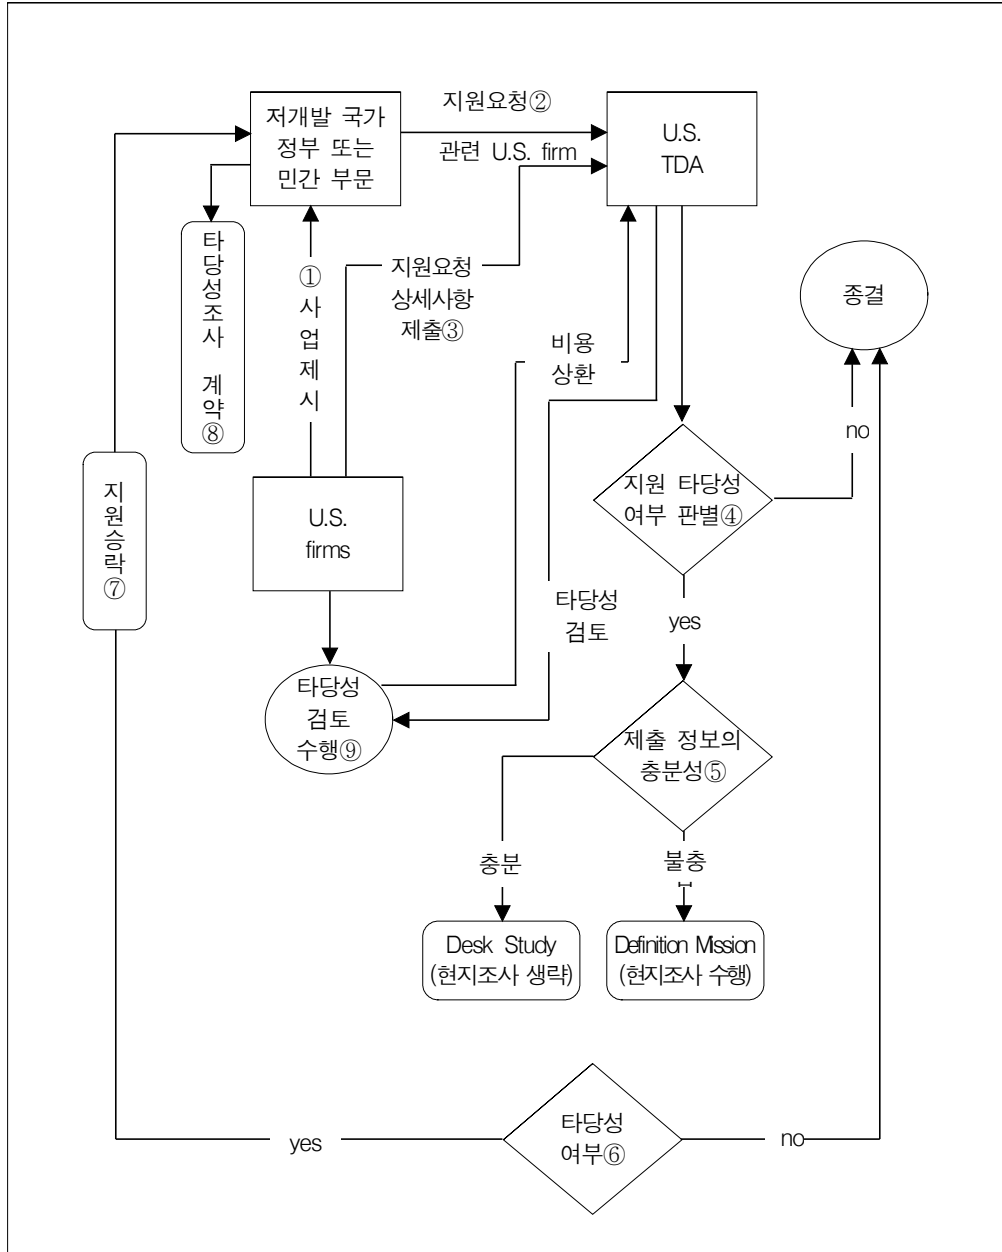 저개발 국가
정부 또는
민간 부문
지원요청②
관련 U.S. firm
U.S.
TDA
타당성조사 계약⑧
①사업제시
지원요청
상세사항
제출③
비용
상환
종결
no
지원 타당성
여부 판별④
지원승락⑦
U.S.
firms
타당성
검토
yes
타당성
검토
수행⑨
제출 정보의
충분성⑤
충분
불충
Desk Study
(현지조사 생략)
Definition Mission
(현지조사 수행)
타당성
여부⑥
yes
no